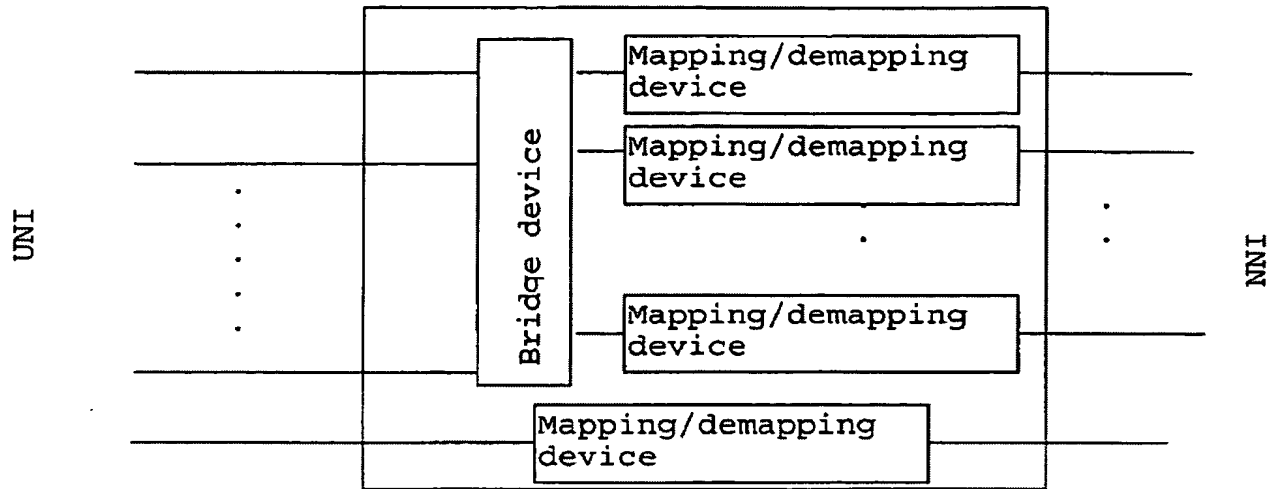 Mapping/demapping
device
Mapping/demapping
device
UNI
Bridge device
NNI
Mapping/demapping
device
Mapping/demapping
device